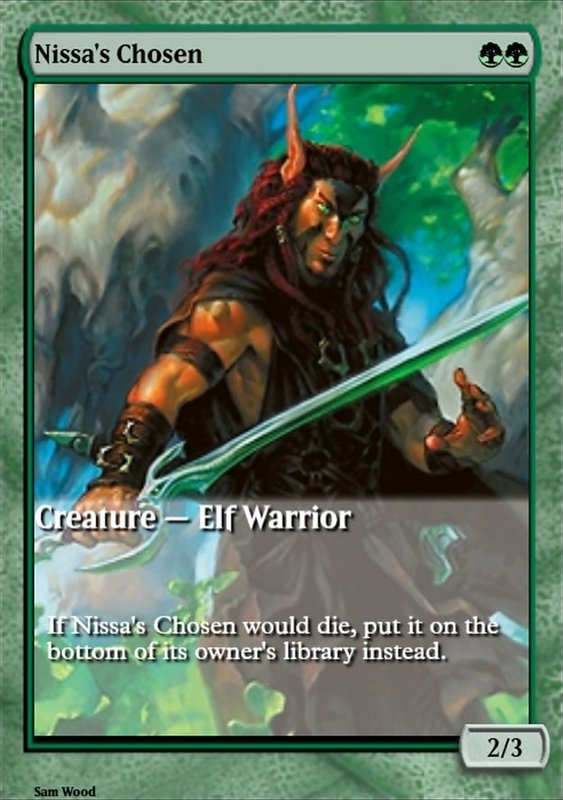 Nissa's Chosen
Creature — Elf Warrior
If Nissa's Chosen would die, put it on the
bottom of its owner's library instead.
2/3
Sam Wood